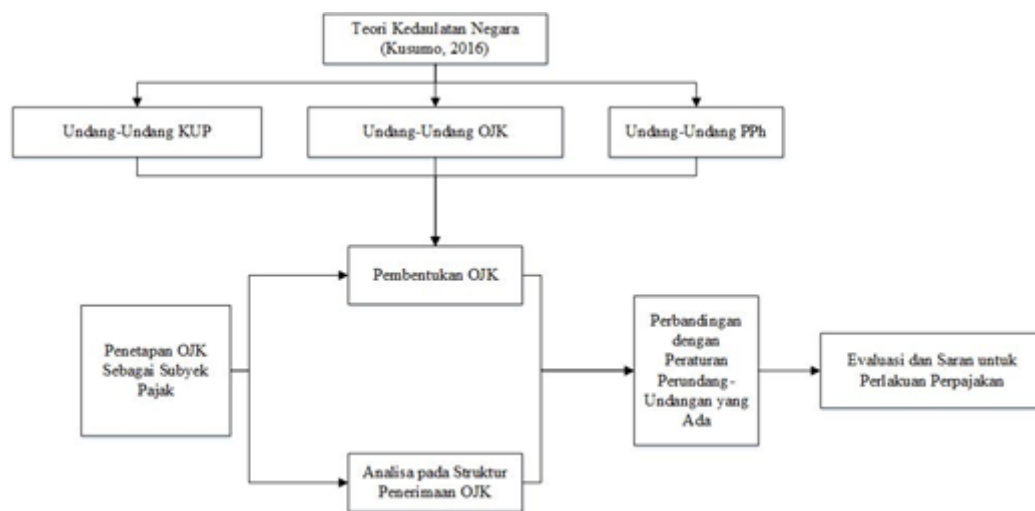 Teori Kedaulatan Negara
(Kusumo, 2016)
Undang-Undang KUP
Undang-Undang OJK
Undang-Undang PPh
Pembentukan OJK
Penetapan OJK
Sebagai Subyek
Pajak
Perbandingan
dengan
Peraturan
Perundang-
Undangan yang
Ada
Evaluasi dan Saran untuk
Perlakuan Perpajakan
Analisa pada Struktur
Penerimaan OJK